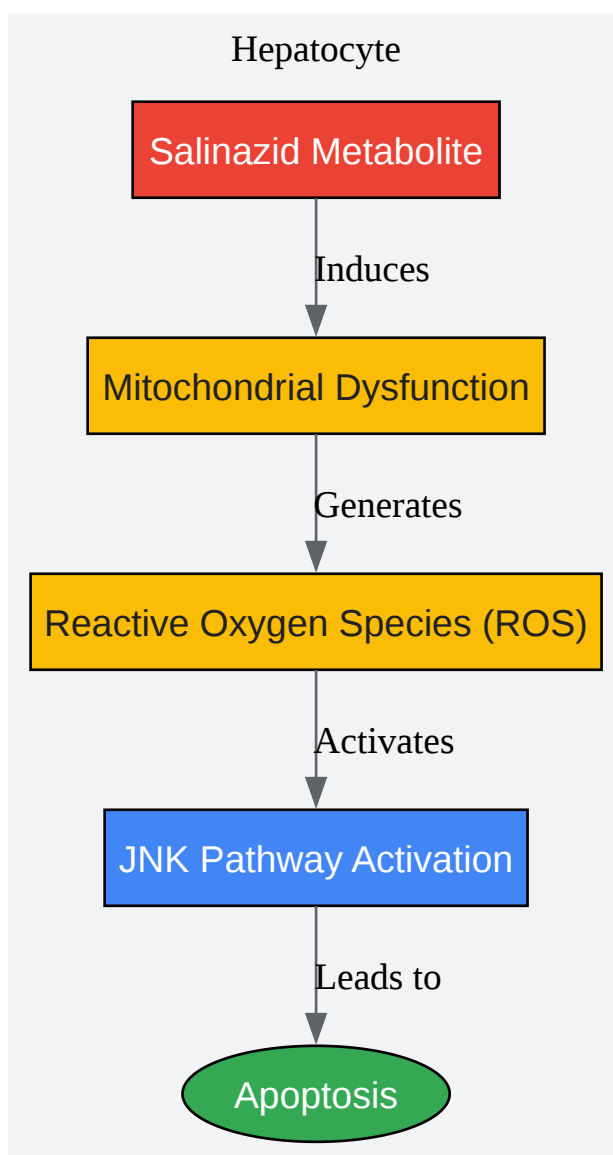 Hepatocyte
Salinazid Metabolite
Induces
Mitochondrial Dysfunction
Generates
Reactive Oxygen Species (ROS)
Activates
JNK Pathway Activation
Leads to
Apoptosis